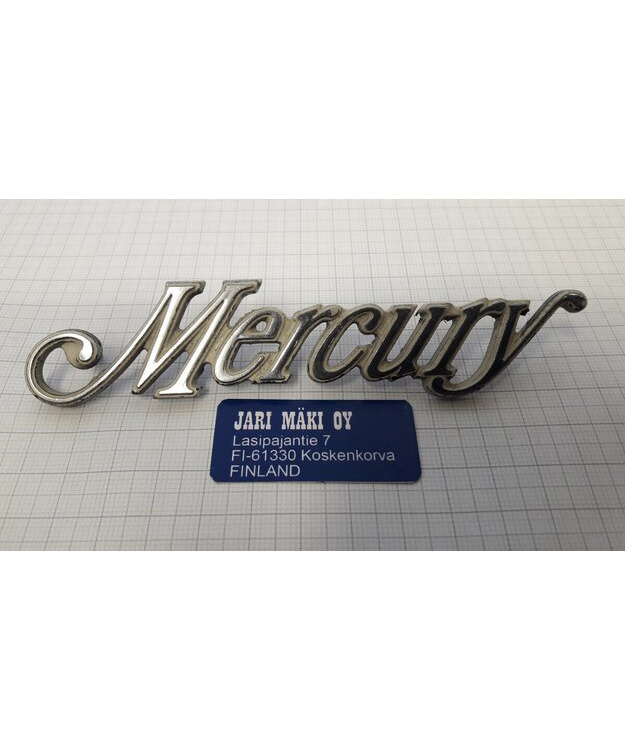 Mercury
JARI MÄKI OY
Lasipajantie 7
FI-61330 Koskenkorva
FINLAND